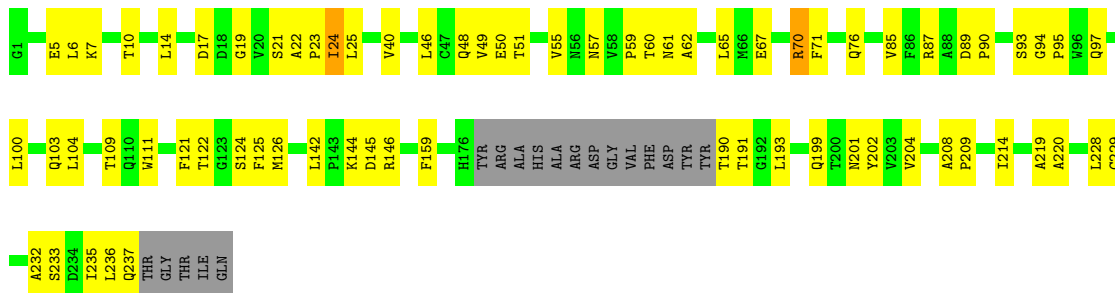 G1 E5 L6 K7 T10 L14 D17 D18 G19 V20 S21 A22 P23 I24 L25 V40 L46 C47 Q48 V49 E50 T51 V55 N56 N57 V58 P59 T60 N61 A62 L65 M66 E67 R70 F71 Q76 V85 F86 R87 A88 D89 P90 S93 G94 P95 W96 Q97
L100 Q103 L104 T109 Q110 W111 F121 T122 G123 S124 F125 M126 L142 P143 K144 D145 R146 F159 H176 TYR ARG ALA HIS ALA ARG ASP GLY VAL PHE ASP TYR TYR T190 T191 G192 L193 Q199 T200 N201 Y202 V203 V204 A208 P209 I214 A219 A220 L228
A232 S233 D234 I235 L236 Q237 THR GLY THR ILE GLN